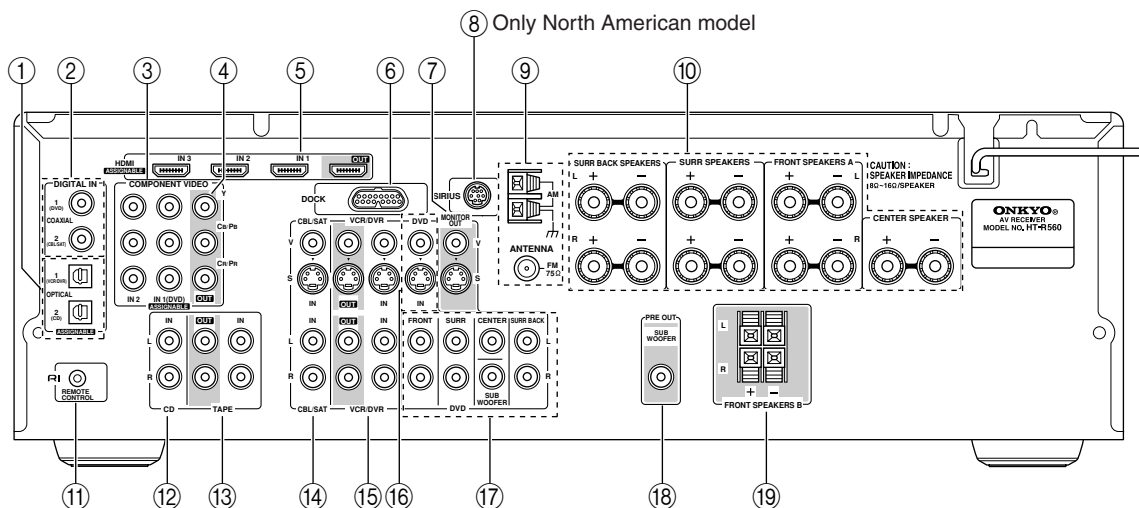 ⑧ Only North American model
① ② ③ ④ ⑤ ⑥ ⑦ ⑨ ⑩
HDMI
ASSIGNABLE
IN 3 IN 2 IN 1 OUT
DIGITAL IN
1
(DVD)
COAXIAL
2
(CBL/SAT)
1
(VCR/DVR)
OPTICAL
2
(CD)
ASSIGNABLE
COMPONENT VIDEO
Y
CB/PB
CR/PR
IN 2 IN 1(DVD) OUT
ASSIGNABLE
DOCK
SIRIUS
CBL/SAT VCR/DVR DVD MONITOR OUT
V V
S S
IN OUT IN IN
AM
ANTENNA
FM
75Ω
SURR BACK SPEAKERS SURR SPEAKERS FRONT SPEAKERS A
L + − + − + − L
R + − + − + − R
CAUTION :
SPEAKER IMPEDANCE
8Ω~16Ω/SPEAKER
CENTER SPEAKER
+ −
ONKYO®
AV RECEIVER
MODEL NO. HT-R560
RI
REMOTE
CONTROL
IN OUT IN
L L
R R
CD TAPE
OUT IN
L
R
CBL/SAT VCR/DVR
FRONT SURR CENTER SURR BACK
L
R
SUB
WOOFER
DVD
PRE OUT
SUB
WOOFER
L
R
+ −
FRONT SPEAKERS B
⑪ ⑫ ⑬ ⑭ ⑮ ⑯ ⑰ ⑱ ⑲